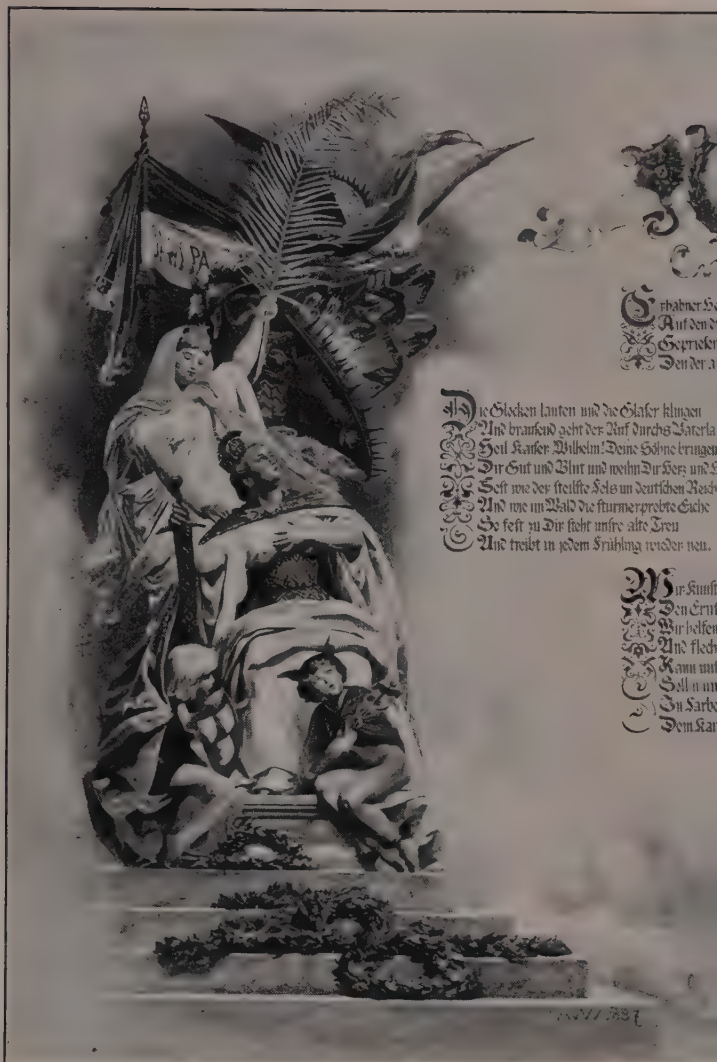 Erhabner He
Auf den d
Gepriesen
Den der a
Die Glocken lauten und die Gläser klingen
Und brausend geht der Ruf durchs Vaterla
Heil Kaiser Wilhelm! Deine Söhne bringen
Dir Gut und Blut und weihn Dir Herz und
Fest wie der steilste Fels im deutschen Reich
Und wie im Wald die sturmerprobte Eiche
So fest zu Dir steht unsre alte Treu
Und treibt in jedem Frühling wieder neu.
Wir Künst
Den Ernst
Wir helfen
Und flech
Kann uns
Soll
In Farbe
Dem Kai